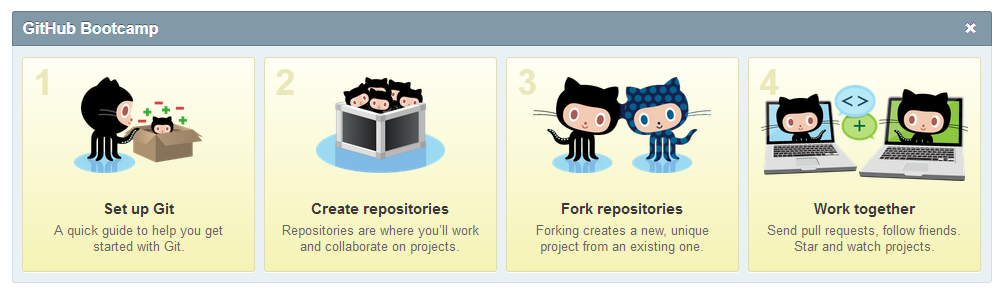 GitHub Bootcamp
1
Set up Git
A quick guide to help you get
started with Git.
2
Create repositories
Repositories are where you'll work
and collaborate on projects.
3
Fork repositories
Forking creates a new, unique
project from an existing one.
4
Work together
Send pull requests, follow friends.
Star and watch projects.